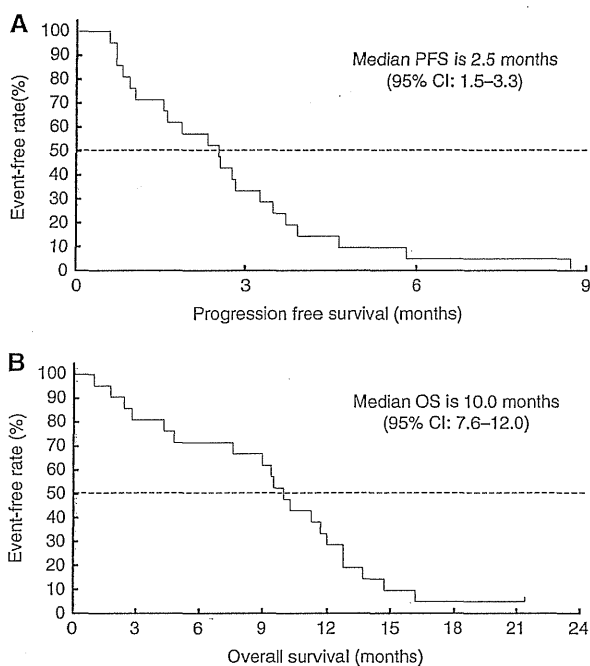 A
Event-free rate(%)
100
90
80
70
60
50
40
30
20
10
0
Median PFS is 2.5 months
(95% CI: 1.5–3.3)
0 3 6 9
Progression free survival (months)
B
Event-free rate (%)
100
90
80
70
60
50
40
30
20
10
0
Median OS is 10.0 months
(95% CI: 7.6–12.0)
0 3 6 9 12 15 18 21 24
Overall survival (months)